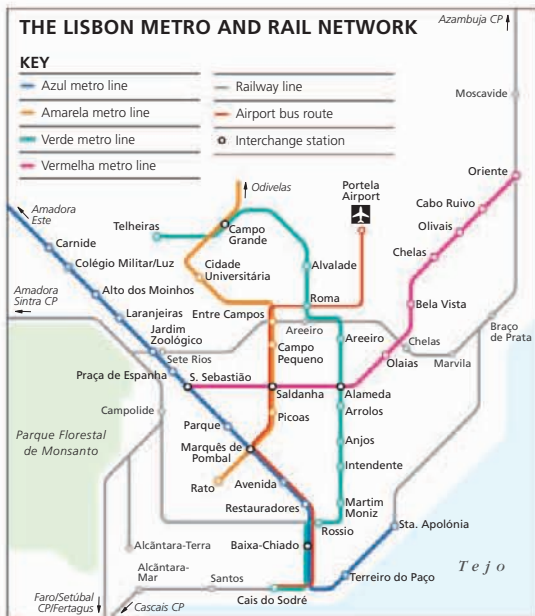 THE LISBON METRO AND RAIL NETWORK
Azambuja CP
KEY
Azul metro line
Amarela metro line
Verde metro line
Vermelha metro line
Railway line
Airport bus route
Interchange station
Moscavide
Oriente
Cabo Ruivo
Olivais
Chelas
Bela Vista
Odivelas
Portela
Airport
Telheiras
Campo
Grande
Amadora
Este
Carnide
Colégio Militar/Luz
Alto dos Moinhos
Laranjeiras
Cidade
Universitária
Alvalade
Roma
Entre Campos
Areeiro
Amadora
Sintra CP
Jardim
Zoológico
Sete Rios
Praça de Espanha
S. Sebastião
Campo
Pequeno
Areeiro
Chelas
Olaias
Marvila
Braço
de Prata
Saldanha
Alameda
Arrolos
Campolide
Picoas
Parque
Anjos
Parque Florestal
de Monsanto
Marquês de
Pombal
Intendente
Rato
Avenida
Restauradores
Martim
Moniz
Rossio
Sta. Apolónia
Alcântara-Terra
Baixa-Chiado
Alcântara-
Mar
Santos
Terreiro do Paço
Tejo
Cais do Sodré
Faro/Setúbal
CP/Fertagus
Cascais CP